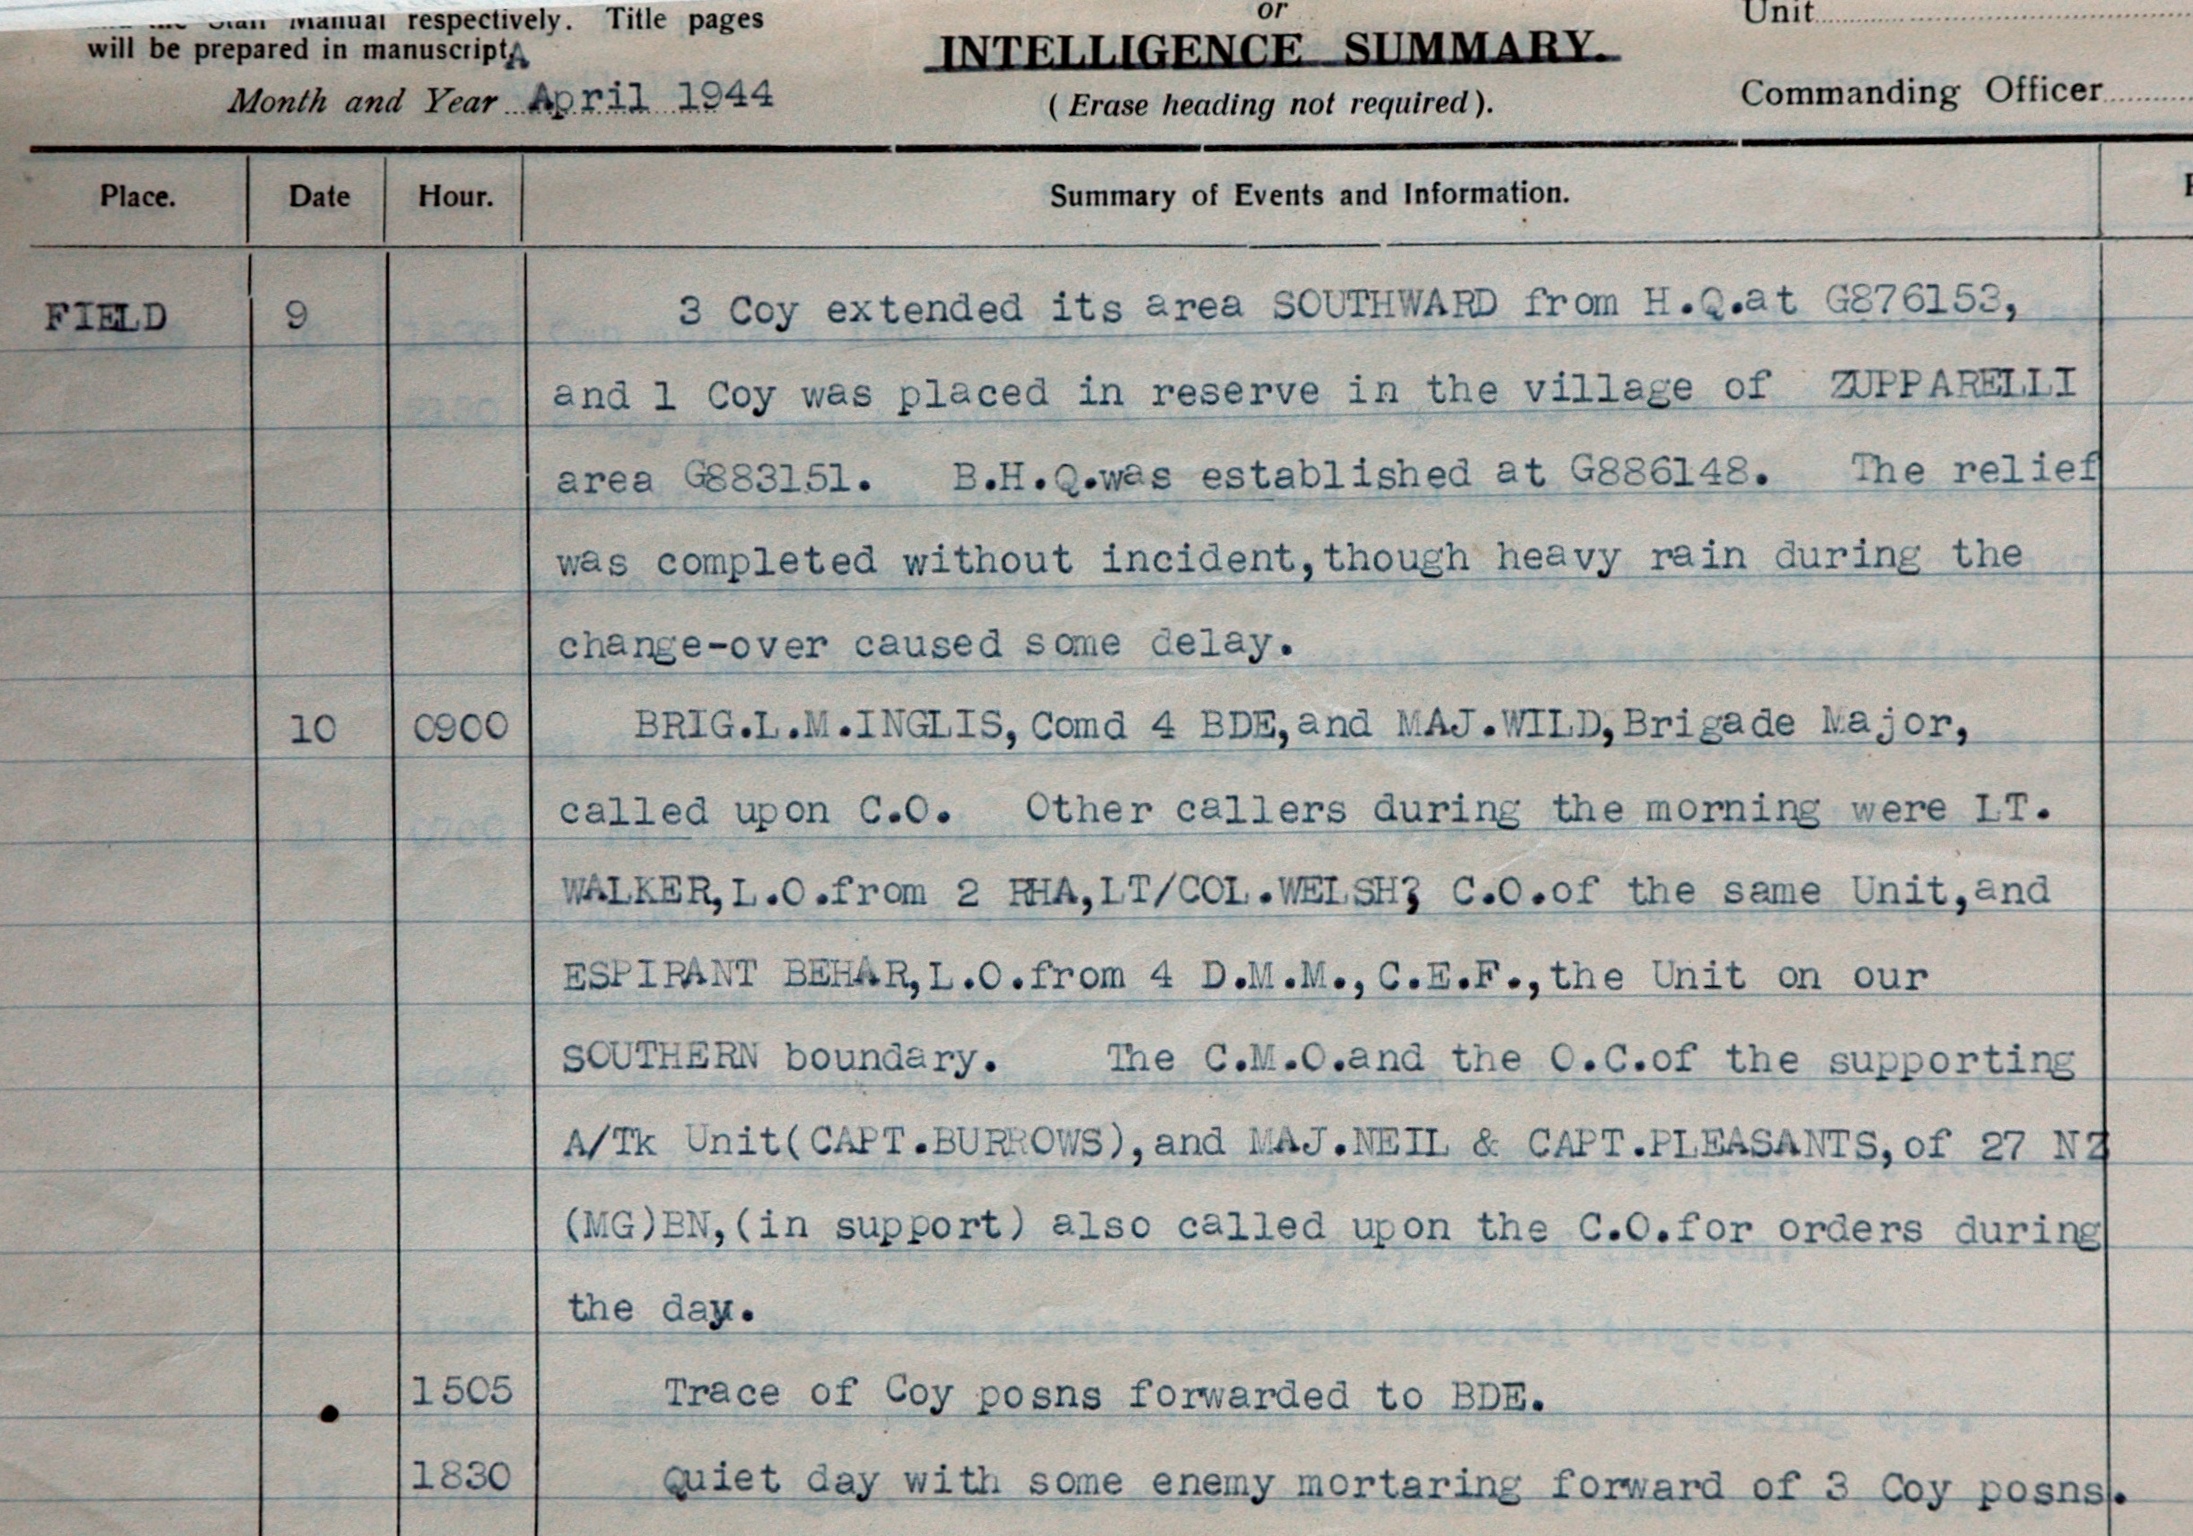 Staff Manual respectively. Title pages
will be prepared in manuscript.
Month and Year April 1944
or
INTELLIGENCE SUMMARY.
(Erase heading not required).
Unit
Commanding Officer
Place. Date Hour. Summary of Events and Information.
FIELD 9 3 Coy extended its area SOUTHWARD from H.Q.at G876153,
and 1 Coy was placed in reserve in the village of ZUPPARELLI
area G883151. B.H.Q.was established at G886148. The relief
was completed without incident,though heavy rain during the
change-over caused some delay.
10 0900 BRIG.L.M.INGLIS,Comd 4 BDE,and MAJ.WILD,Brigade Major,
called upon C.O. Other callers during the morning were LT.
WALKER,L.O.from 2 RHA,LT/COL.WELSH, C.O.of the same Unit,and
ESPIRANT BEHAR,L.O.from 4 D.M.M.,C.E.F.,the Unit on our
SOUTHERN boundary. The C.M.O.and the O.C.of the supporting
A/Tk Unit(CAPT.BURROWS),and MAJ.NEIL & CAPT.PLEASANTS,of 27 NZ
(MG)BN,(in support) also called upon the C.O.for orders during
the day.
1505 Trace of Coy posns forwarded to BDE.
1830 Quiet day with some enemy mortaring forward of 3 Coy posns.